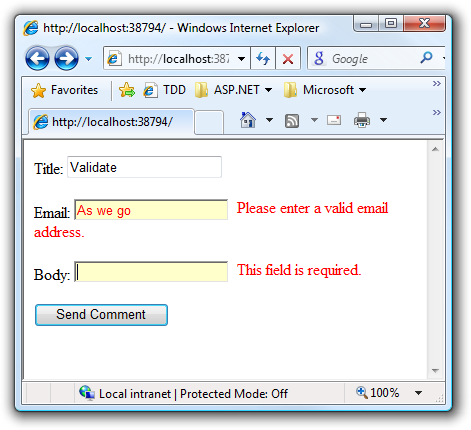 http://localhost:38794/ - Windows Internet Explorer
http://localhost:387 Google
Favorites TDD ASP.NET Microsoft
http://localhost:38794/
Title: Validate
Email: As we go Please enter a valid email
address.
Body: This field is required.
Send Comment
Local intranet | Protected Mode: Off 100%